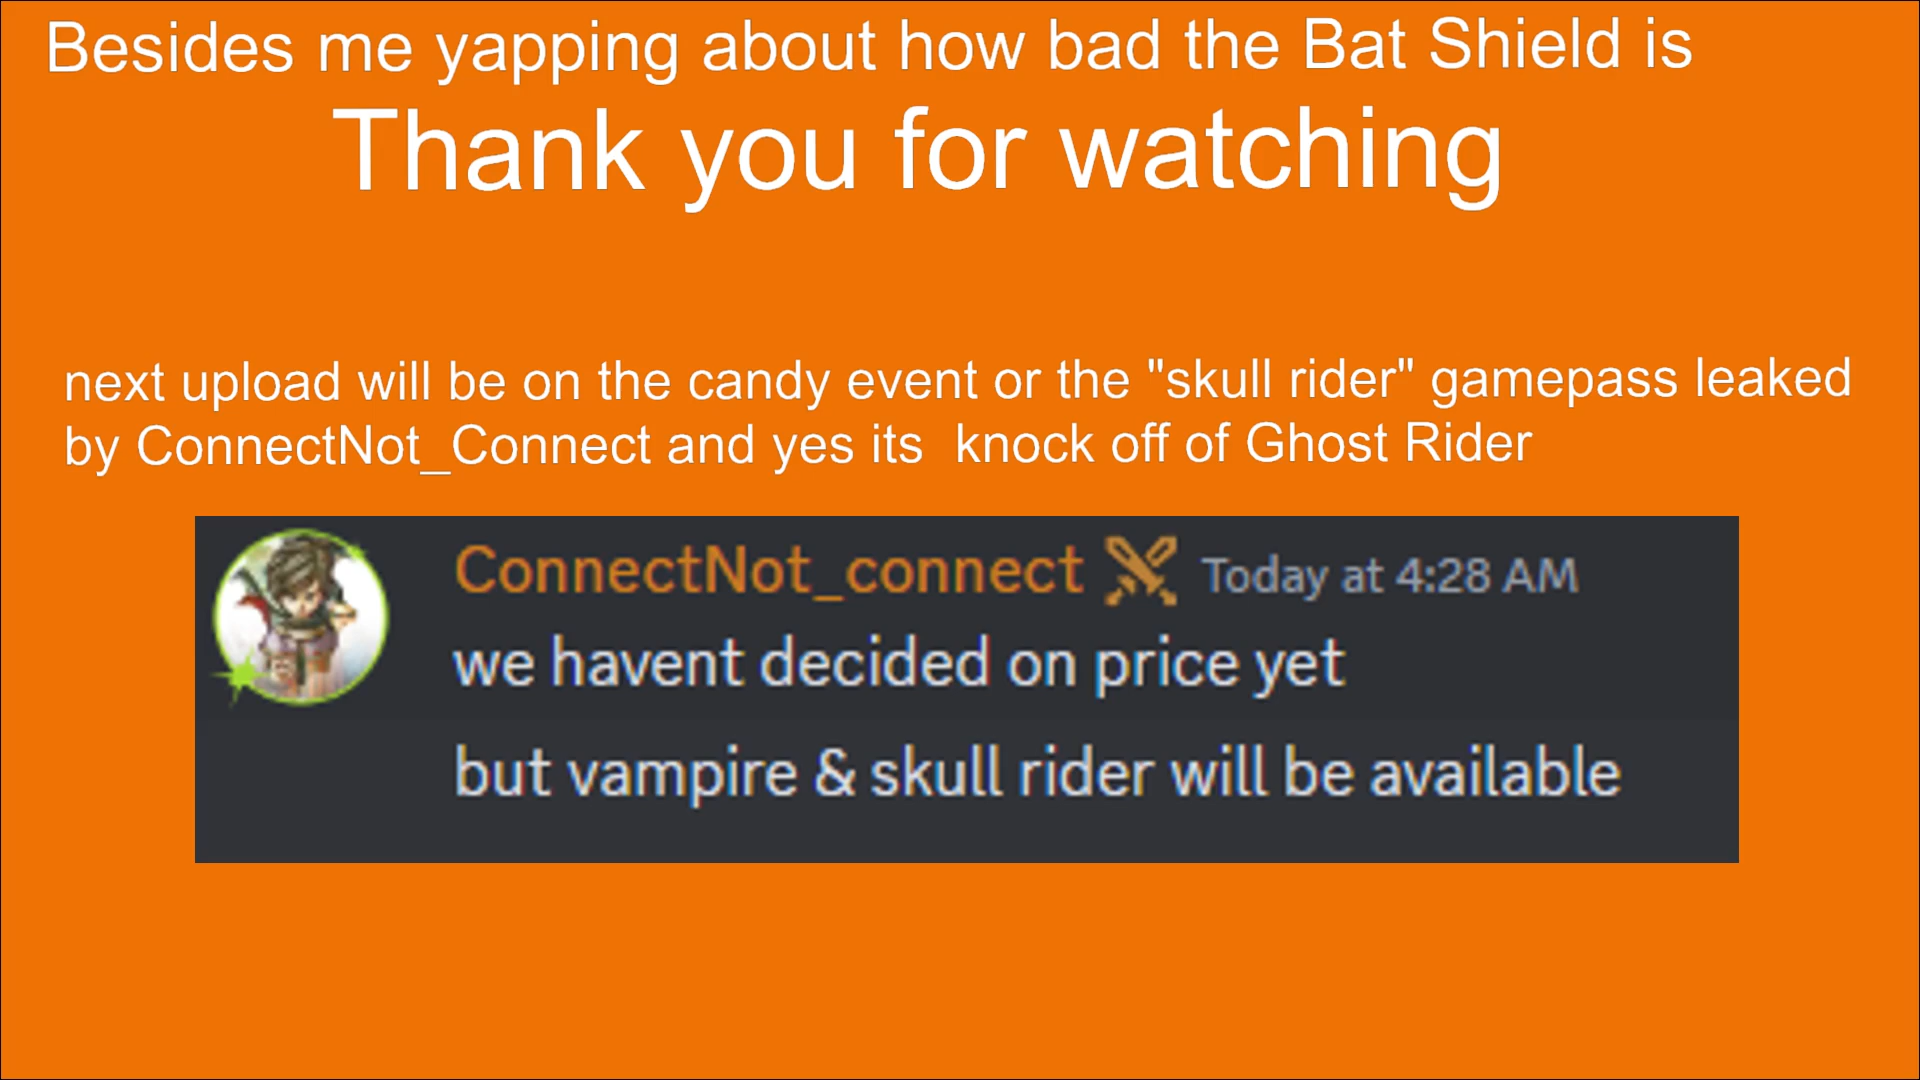 Besides me yapping about how bad the Bat Shield is
Thank you for watching
next upload will be on the candy event or the "skull rider" gamepass leaked
by ConnectNot_Connect and yes its  knock off of Ghost Rider
ConnectNot_connect Today at 4:28 AM
we havent decided on price yet
but vampire & skull rider will be available